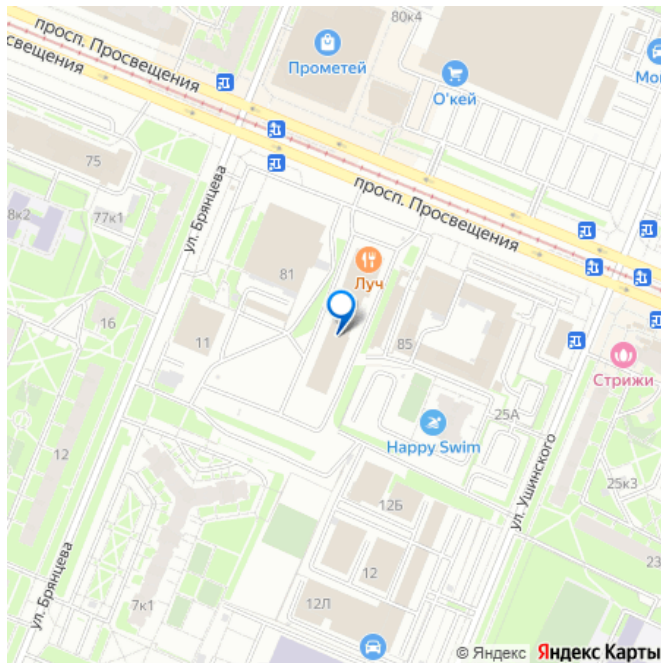 80к4
просп. Просвещения
Прометей
О'кей
свещения
75
просп. Просвещения
ул. Брянцева
77к1
8к2
81
Луч
16
11
85
Стрижи
25А
Happy Swim
12
25к3
12Б
ул. Ушинского
12
23
ул. Брянцева
7к1
12Л
© Яндекс Яндекс Карты